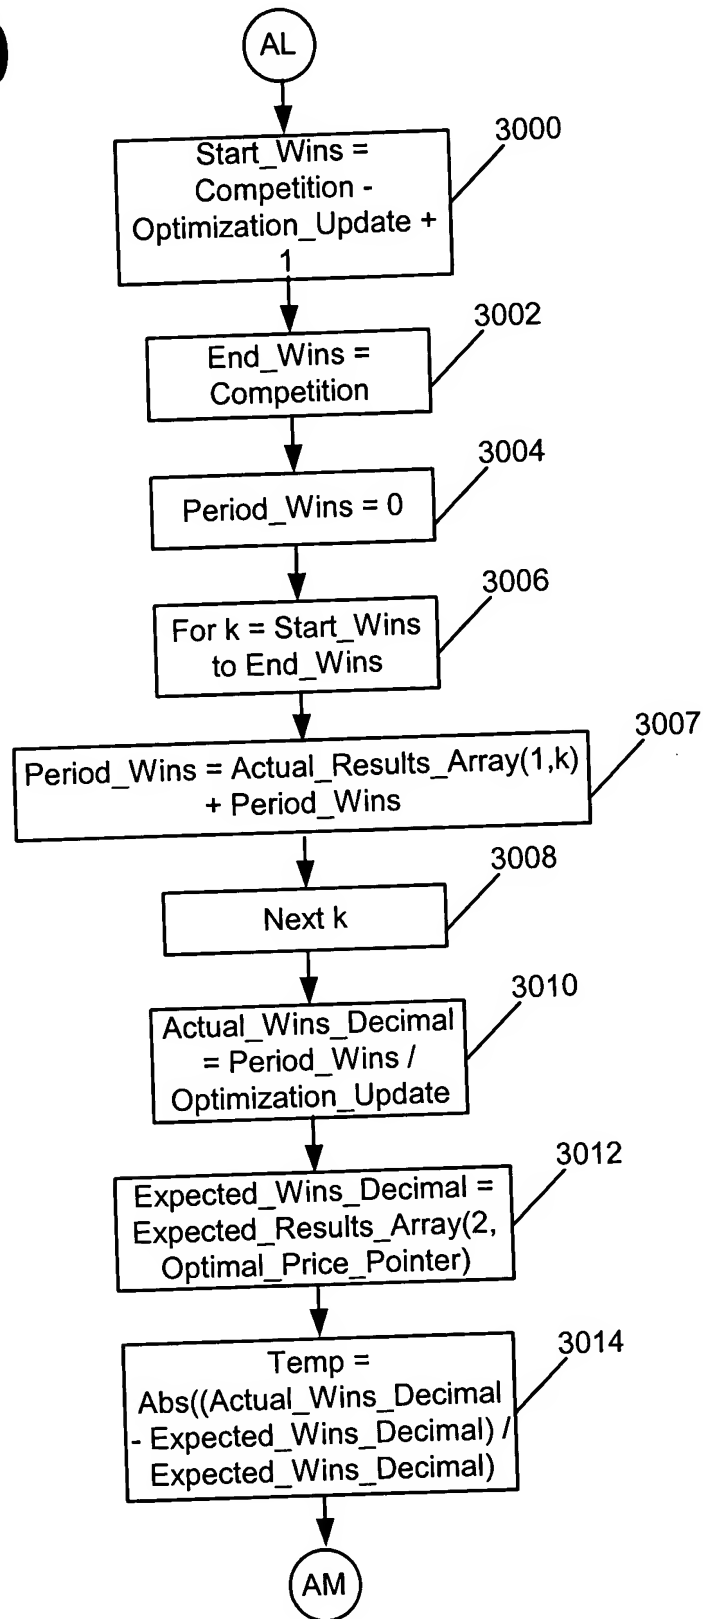 AL
3000
Start_Wins =
Competition -
Optimization_Update +
1
3002
End_Wins =
Competition
3004
Period_Wins = 0
3006
For k = Start_Wins
to End_Wins
3007
Period_Wins = Actual_Results_Array(1,k)
+ Period_Wins
3008
Next k
3010
Actual_Wins_Decimal
= Period_Wins /
Optimization_Update
3012
Expected_Wins_Decimal =
Expected_Results_Array(2,
Optimal_Price_Pointer)
3014
Temp =
Abs((Actual_Wins_Decimal
- Expected_Wins_Decimal) /
Expected_Wins_Decimal)
AM